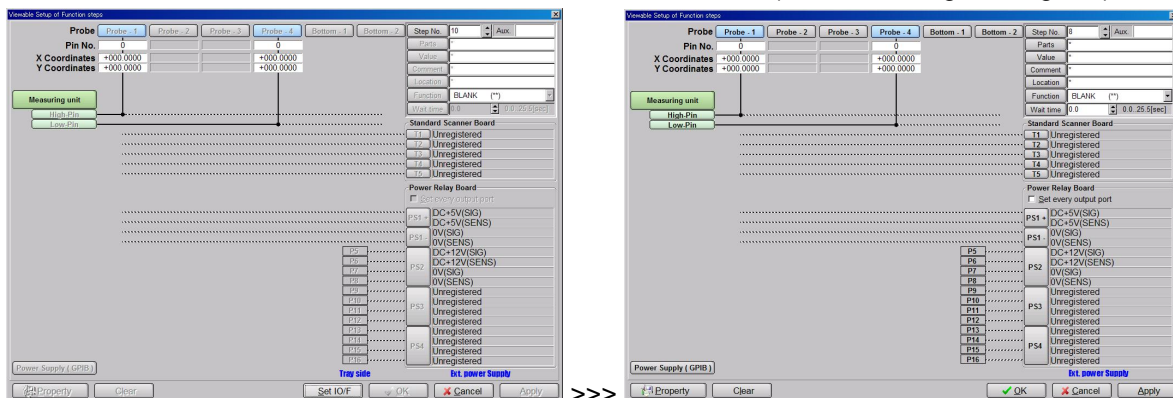 Viewable Setup of Function steps
Probe Probe - 1 Probe - 2 Probe - 3 Probe - 4 Bottom - 1 Bottom - 2 Step No. 10 Aux.
Pin No. 0 0 Parts *
X Coordinates +000.0000 +000.0000 Value *
Y Coordinates +000.0000 +000.0000 Comment *
Location *
Function BLANK (**)
Wait time 0.0 0.0..25.5[sec]
Measuring unit
High-Pin
Low-Pin
Standard Scanner Board
T1 Unregistered
T2 Unregistered
T3 Unregistered
T4 Unregistered
T5 Unregistered
Power Relay Board
Set every output port
PS1 + DC+5V(SIG)
DC+5V(SENS)
PS1 - 0V(SIG)
0V(SENS)
P5 PS2 DC+12V(SIG)
P6 DC+12V(SENS)
P7 0V(SIG)
P8 0V(SENS)
P9 PS3 Unregistered
P10 Unregistered
P11 Unregistered
P12 Unregistered
P13 PS4 Unregistered
P14 Unregistered
P15 Unregistered
P16 Unregistered
Power Supply ( GPIB )
Tray side Ext. power Supply
Property Clear Set IO/F OK Cancel Apply
>>>
Viewable Setup of Function steps
Probe Probe - 1 Probe - 2 Probe - 3 Probe - 4 Bottom - 1 Bottom - 2 Step No. 8 Aux.
Pin No. 0 0 Parts *
X Coordinates +000.0000 +000.0000 Value *
Y Coordinates +000.0000 +000.0000 Comment *
Location *
Function BLANK (**)
Wait time 0.0 0.0..25.5[sec]
Measuring unit
High-Pin
Low-Pin
Standard Scanner Board
T1 Unregistered
T2 Unregistered
T3 Unregistered
T4 Unregistered
T5 Unregistered
Power Relay Board
Set every output port
PS1 + DC+5V(SIG)
DC+5V(SENS)
PS1 - 0V(SIG)
0V(SENS)
P5 PS2 DC+12V(SIG)
P6 DC+12V(SENS)
P7 0V(SIG)
P8 0V(SENS)
P9 PS3 Unregistered
P10 Unregistered
P11 Unregistered
P12 Unregistered
P13 PS4 Unregistered
P14 Unregistered
P15 Unregistered
P16 Unregistered
Power Supply ( GPIB )
Ext. power Supply
Property Clear OK Cancel Apply